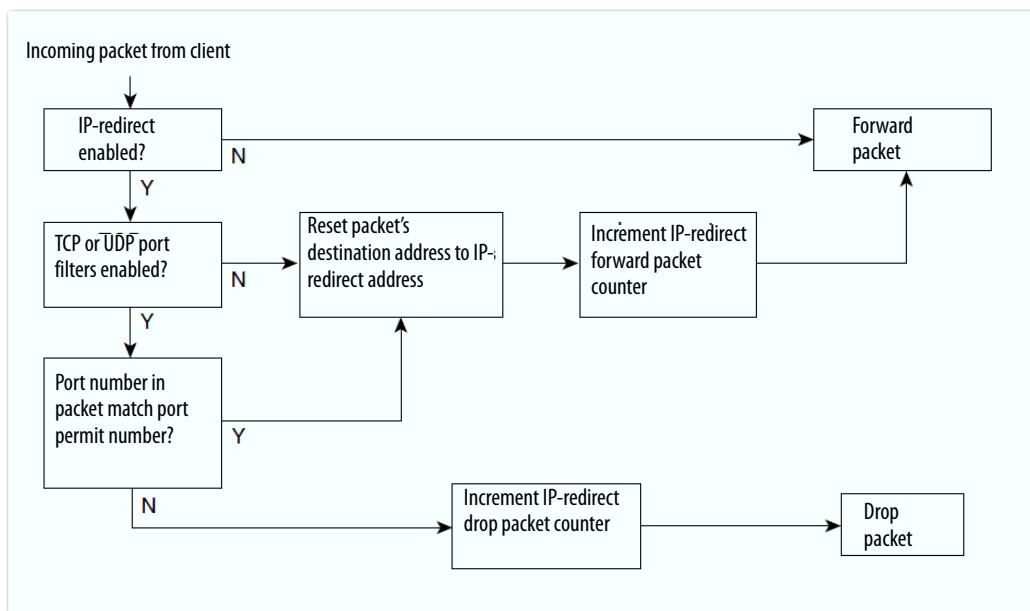 Incoming packet from client
IP-redirect
enabled?
N
Forward
packet
Y
TCP or UDP port
filters enabled?
N
Reset packet's
destination address to IP-
redirect address
Increment IP-redirect
forward packet
counter
Y
Port number in
packet match port
permit number?
Y
N
Increment IP-redirect
drop packet counter
Drop
packet